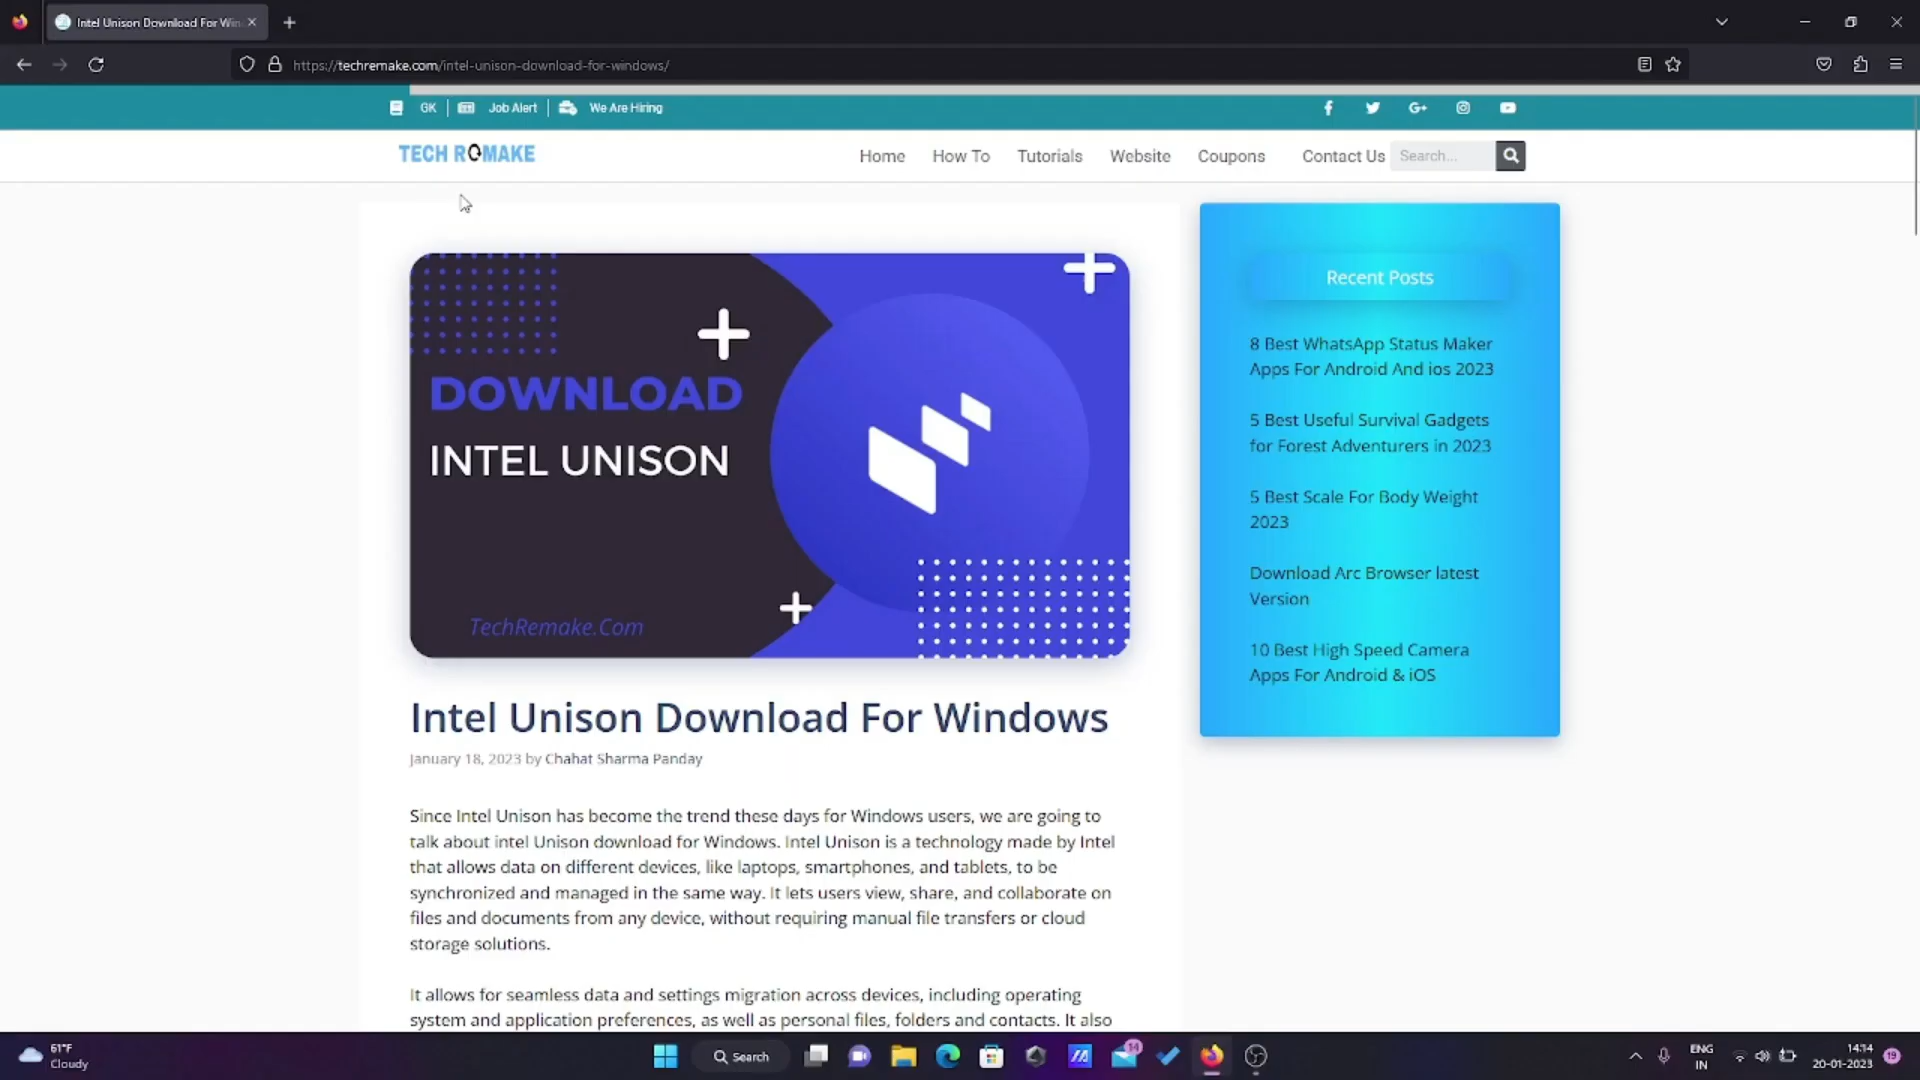 Intel Unison Download For Win
https://techremake.com/intel-unison-download-for-windows/
GK
Job Alert
We Are Hiring
TECH REMAKE
Home
How To
Tutorials
Website
Coupons
Contact Us
Search...
DOWNLOAD
INTEL UNISON
TechRemake.Com
Recent Posts
8 Best WhatsApp Status Maker
Apps For Android And ios 2023
5 Best Useful Survival Gadgets
for Forest Adventurers in 2023
5 Best Scale For Body Weight
2023
Download Arc Browser latest
Version
10 Best High Speed Camera
Apps For Android & iOS
Intel Unison Download For Windows
January 18, 2023 by Chahat Sharma Panday
Since Intel Unison has become the trend these days for Windows users, we are going to
talk about intel Unison download for Windows. Intel Unison is a technology made by Intel
that allows data on different devices, like laptops, smartphones, and tablets, to be
synchronized and managed in the same way. It lets users view, share, and collaborate on
files and documents from any device, without requiring manual file transfers or cloud
storage solutions.
It allows for seamless data and settings migration across devices, including operating
system and application preferences, as well as personal files, folders and contacts. It also
61°F
Cloudy
Search
14
ENG
IN
14:14
20-01-2023
19